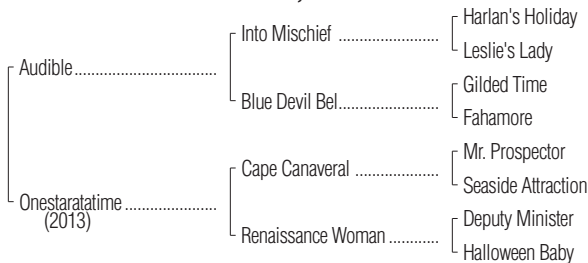 Harlan's Holiday
Into Mischief ........................
Leslie's Lady
Audible..................................
Gilded Time
Blue Devil Bel........................
Fahamore
Mr. Prospector
Cape Canaveral ....................
Seaside Attraction
Onestaratatime ......................
(2013)
Deputy Minister
Renaissance Woman ............
Halloween Baby